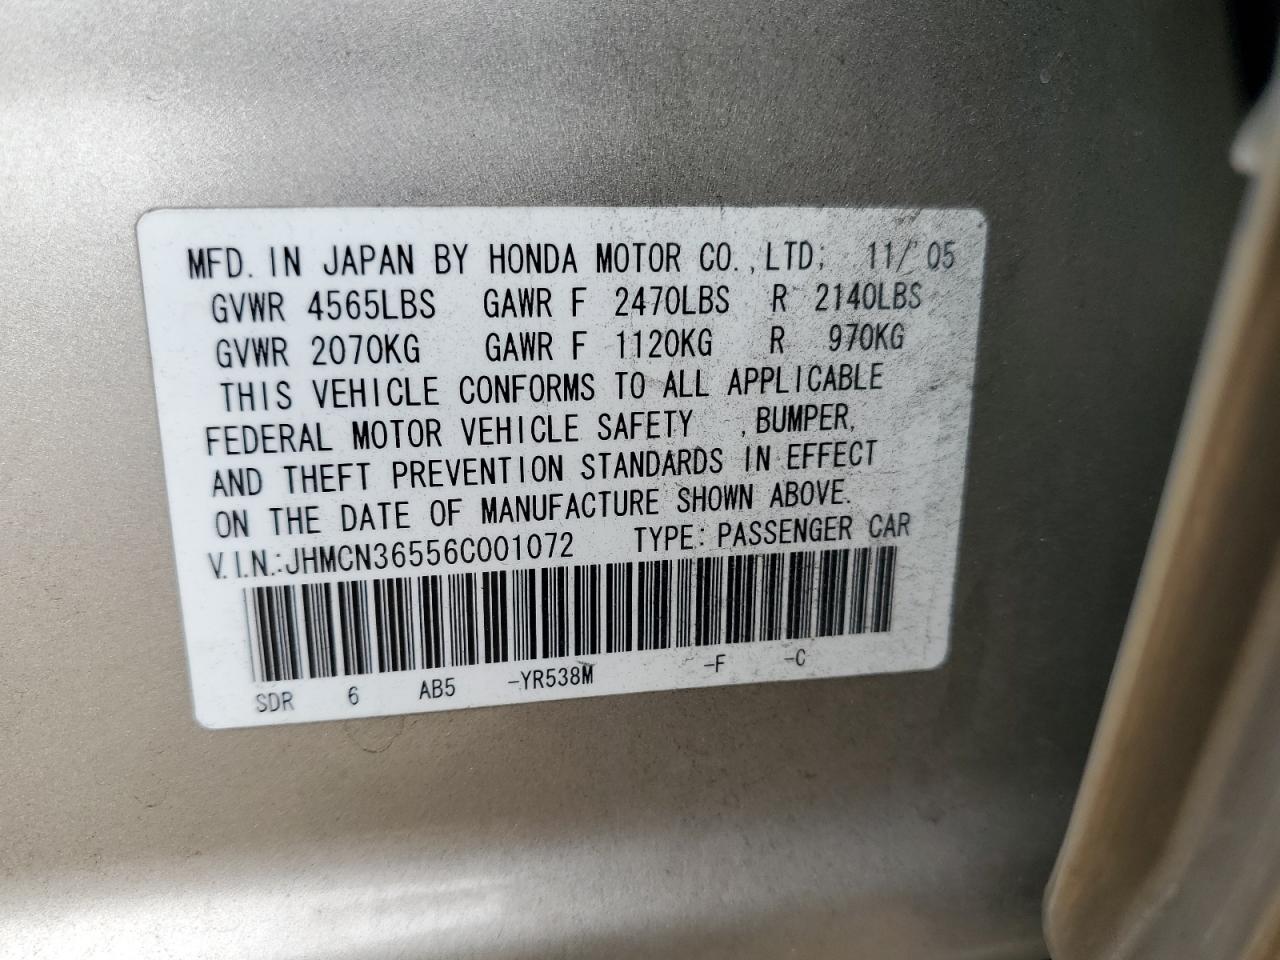 MFD. IN JAPAN BY HONDA MOTOR CO.,LTD; 11/ 05
GVWR 4565LBS GAWR F 2470LBS R 2140LBS
GVWR 2070KG GAWR F 1120KG R 970KG
THIS VEHICLE CONFORMS TO ALL APPLICABLE
FEDERAL MOTOR VEHICLE SAFETY ,BUMPER,
AND THEFT PREVENTION STANDARDS IN EFFECT
ON THE DATE OF MANUFACTURE SHOWN ABOVE.
V.I.N.:JHMCN36556C001072 TYPE: PASSENGER CAR
SDR 6 AB5 -YR538M -F -C